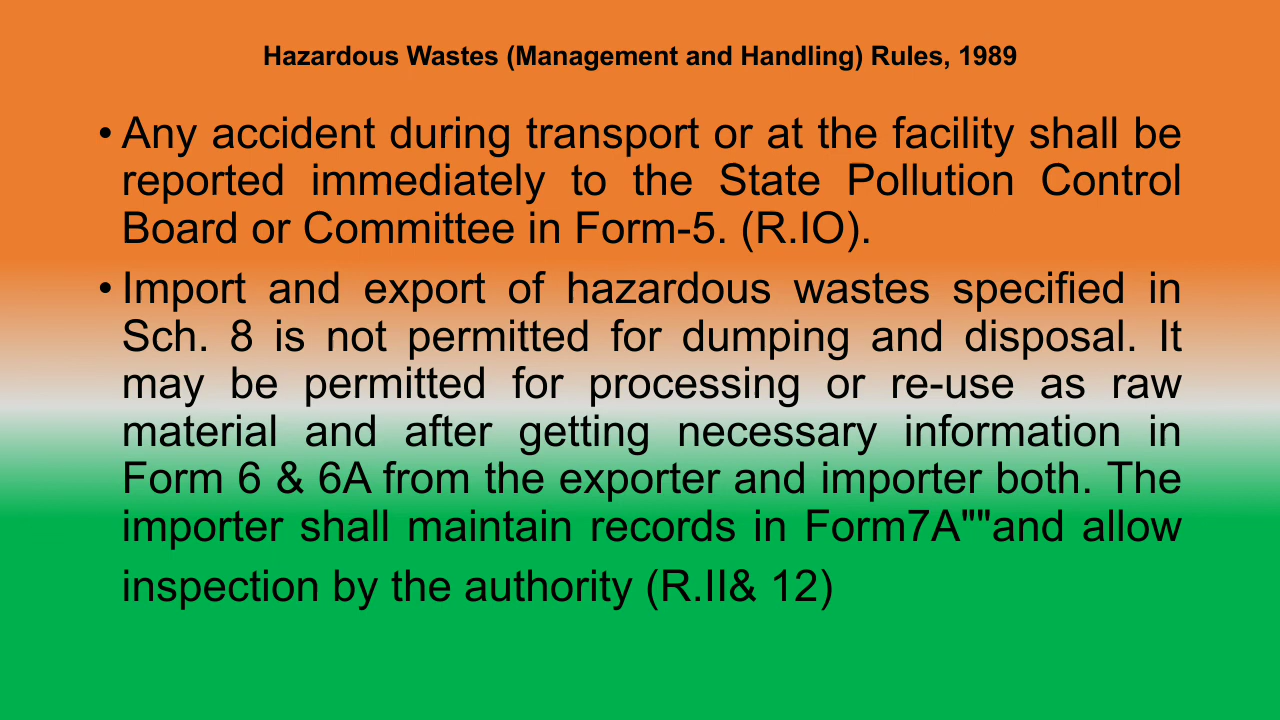 Hazardous Wastes (Management and Handling) Rules, 1989
• Any accident during transport or at the facility shall be
reported immediately to the State Pollution Control
Board or Committee in Form-5. (R.IO).
• Import and export of hazardous wastes specified in
Sch. 8 is not permitted for dumping and disposal. It
may be permitted for processing or re-use as raw
material and after getting necessary information in
Form 6 & 6A from the exporter and importer both. The
importer shall maintain records in Form7A""and allow
inspection by the authority (R.II& 12)